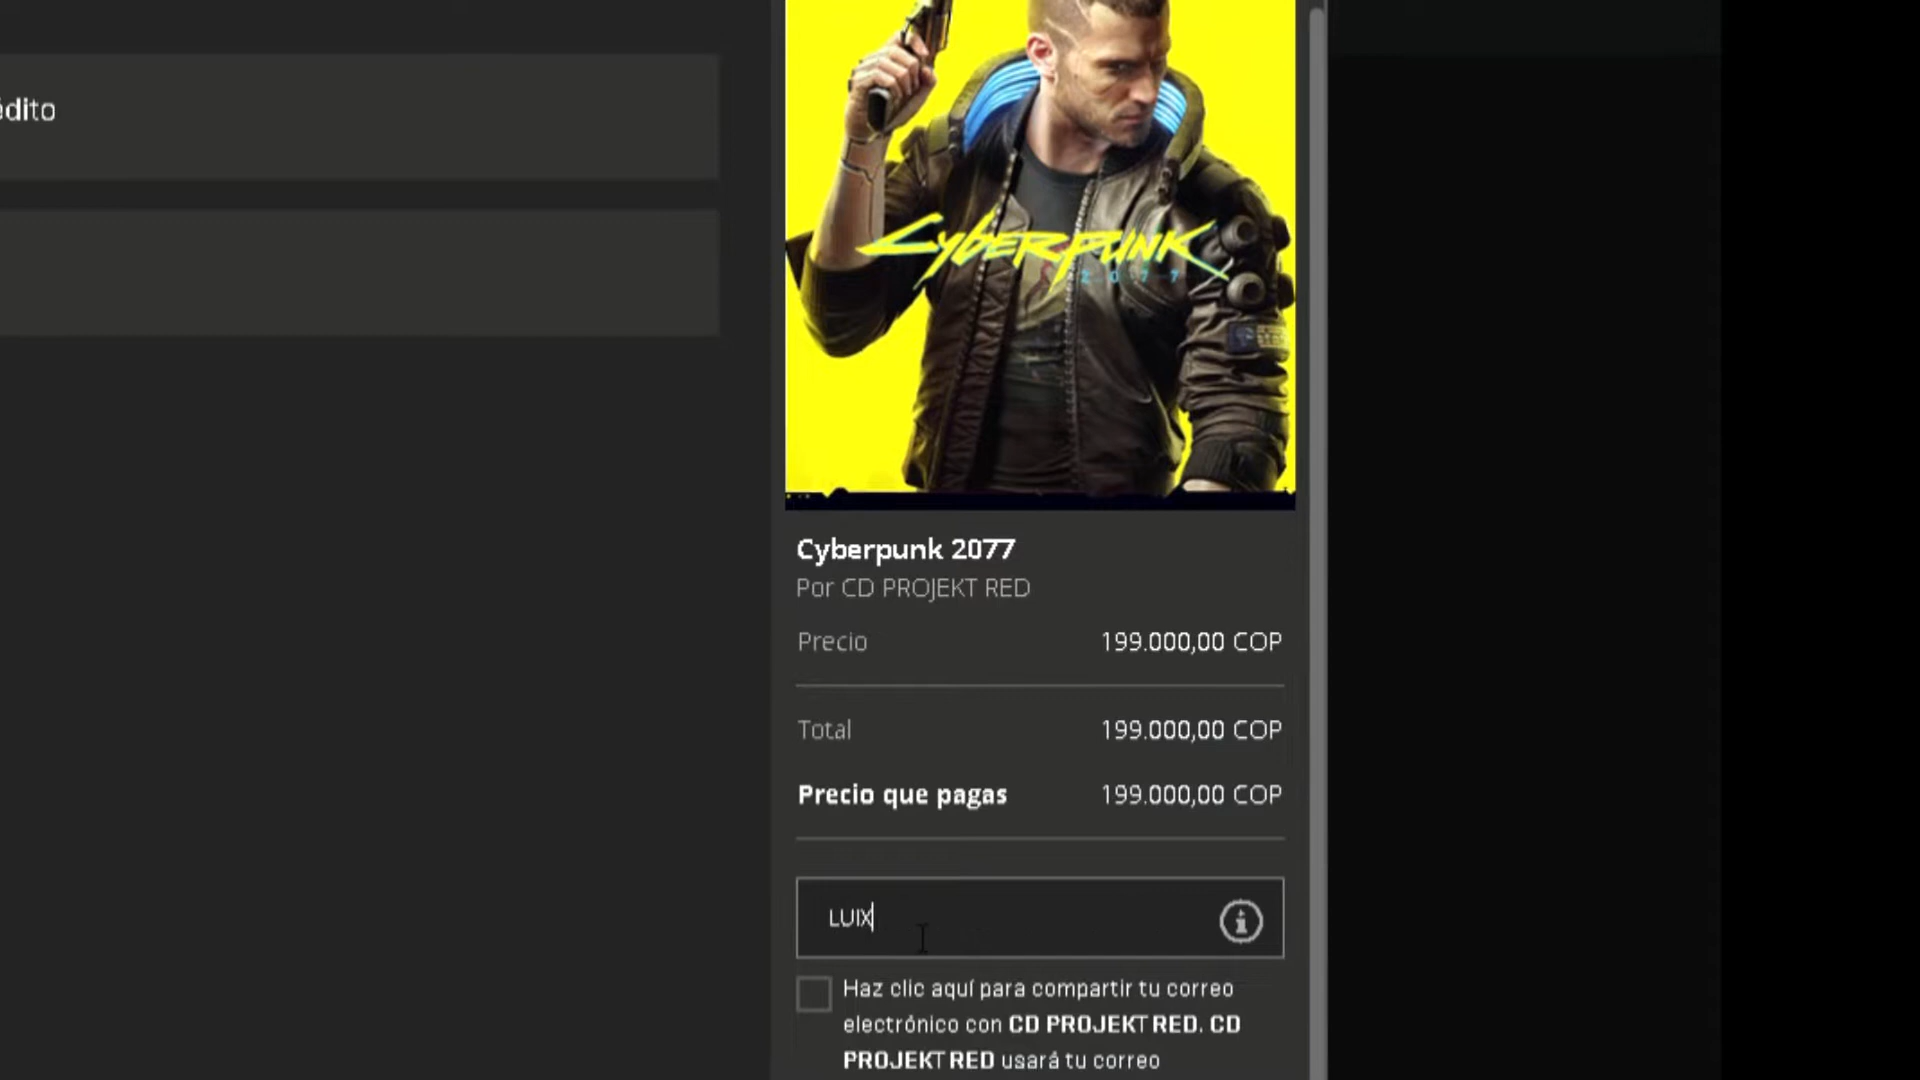 édito
CYBERPUNK
2077
Cyberpunk 2077
Por CD PROJEKT RED
Precio 199.000,00 COP
Total 199.000,00 COP
Precio que pagas 199.000,00 COP
LUIX
Haz clic aquí para compartir tu correo
electrónico con CD PROJEKT RED. CD
PROJEKT RED usará tu correo